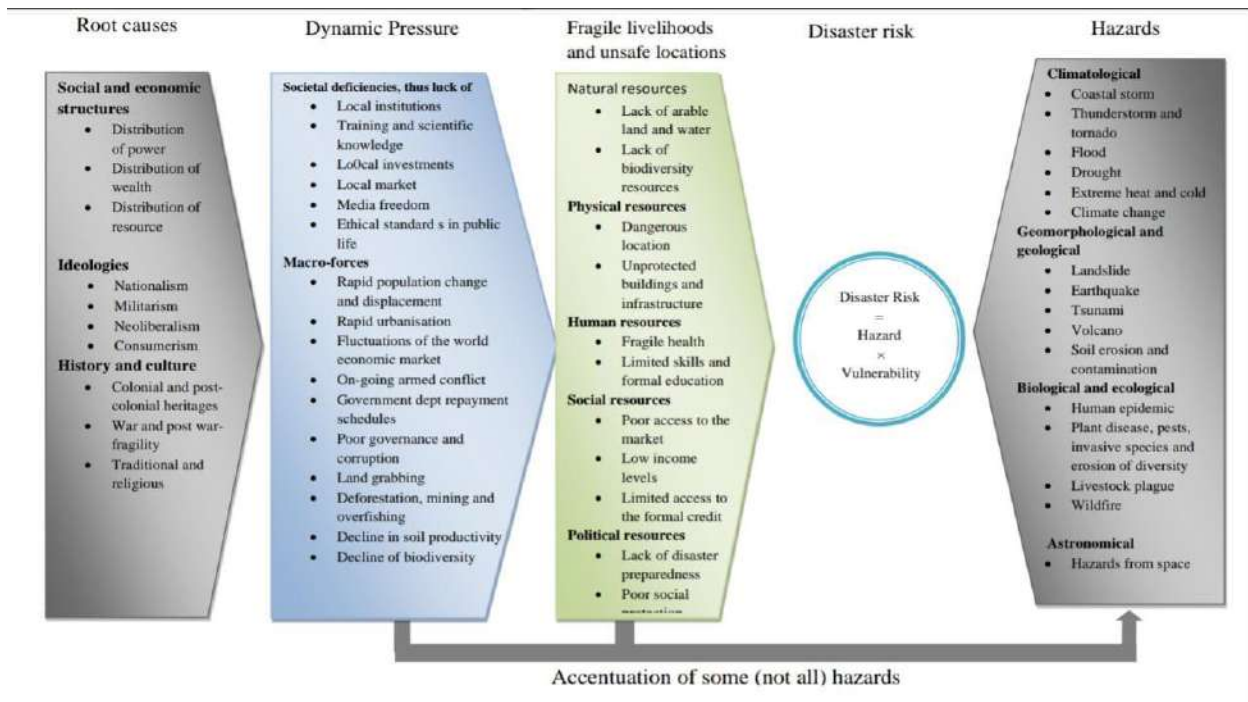 Root causes
Social and economic
structures
Distribution
of power
Distribution of
wealth
Distribution of
resource
Ideologies
Nationalism
Militarism
Neoliberalism
Consumerism
History and culture
Colonial and post-
colonial heritages
War and post war-
fragility
Traditional and
religious
Dynamic Pressure
Societal deficiencies, thus luck of
Local institutions
Training and scientific
knowledge
Lo0cal investments
Local market
Media freedom
Ethical standard s in public
life
Macro-forces
Rapid population change
and displacement
Rapid urbanisation
Fluctuations of the world
economic market
On-going armed conflict
Government dept repayment
schedules
Poor governance and
corruption
Land grabbing
Deforestation, mining and
overfishing
Decline in soil productivity
Decline of biodiversity
Fragile livelihoods
and unsafe locations
Natural resources
Lack of arable
land and water
Lack of
biodiversity
resources
Physical resources
Dangerous
location
Unprotected
buildings and
infrastructure
Human resources
Fragile health
Limited skills and
formal education
Social resources
Poor access to the
market
Low income
levels
Limited access to
the formal credit
Political resources
Lack of disaster
preparedness
Poor social
Disaster risk
Disaster Risk
=
Hazard
×
Vulnerability
Hazards
Climatological
Coastal storm
Thunderstorm and
tornado
Flood
Drought
Extreme heat and cold
Climate change
Geomorphological and
geological
Landslide
Earthquake
Tsunami
Volcano
Soil erosion and
contamination
Biological and ecological
Human epidemic
Plant disease, pests,
invasive species and
erosion of diversity
Livestock plague
Wildfire
Astronomical
Hazards from space
Accentuation of some (not all) hazards